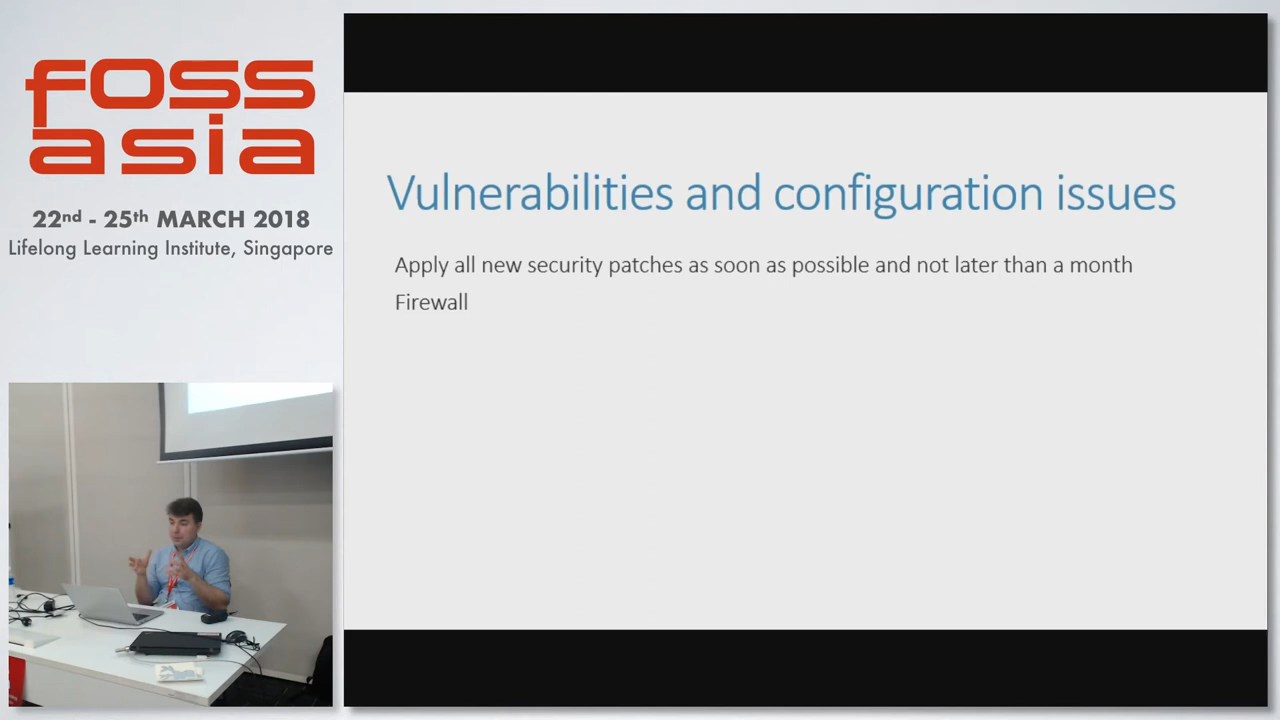 foss
asia
22nd - 25th MARCH 2018
Lifelong Learning Institute, Singapore
Vulnerabilities and configuration issues
Apply all new security patches as soon as possible and not later than a month
Firewall